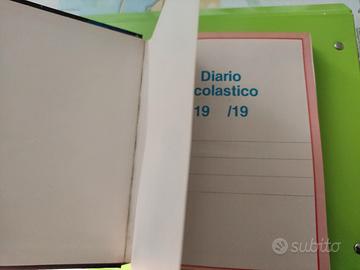 Diario
colastico
19 /19
subito